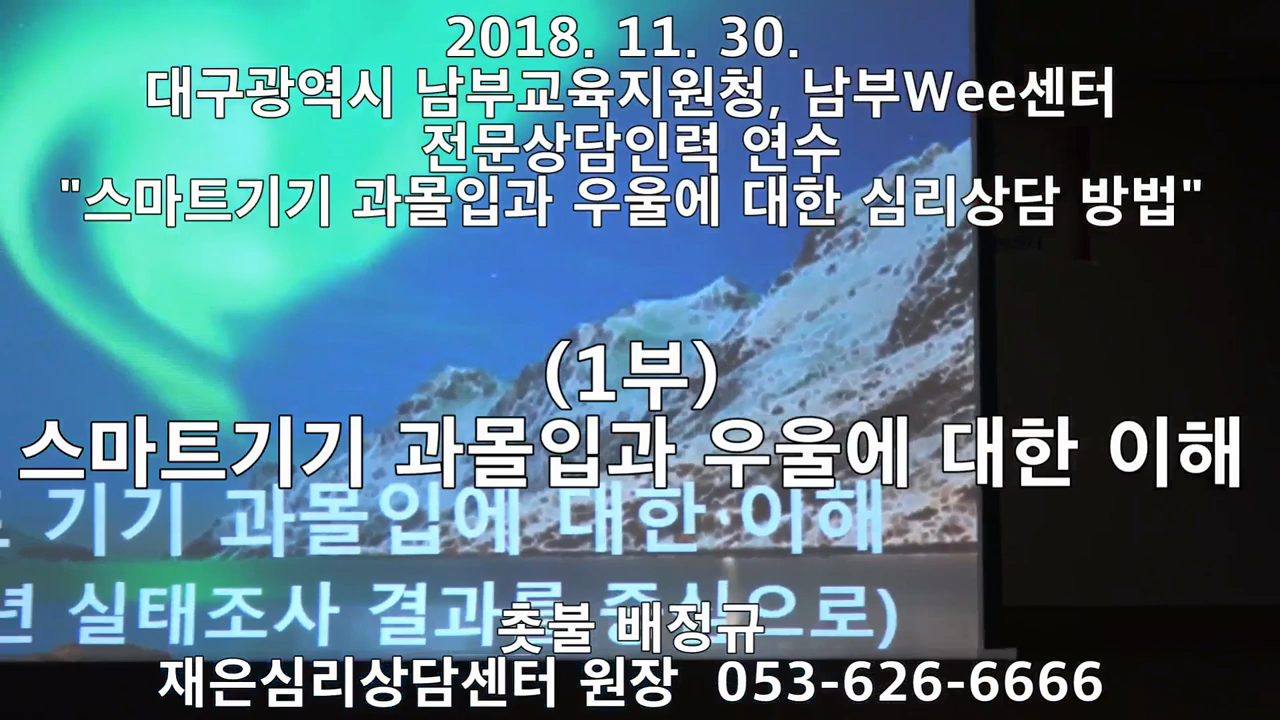 2018. 11. 30.
대구광역시 남부교육지원청, 남부Wee센터
전문상담인력 연수
"스마트기기 과몰입과 우울에 대한 심리상담 방법"
(1부)
스마트기기 과몰입과 우울에 대한 이해
기기 과몰입에 대한 이해
년 실태조사 결과를 중심으로)
촛불 배정규
재은심리상담센터 원장 053-626-6666